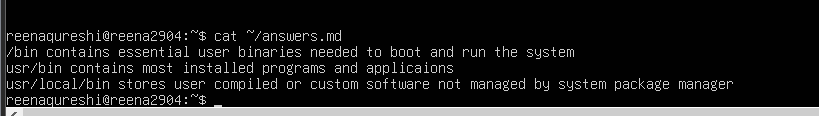 reenaqureshi@reena2904:~$ cat ~/answers.md
/bin contains essential user binaries needed to boot and run the system
usr/bin contains most installed programs and applicaions
usr/local/bin stores user compiled or custom software not managed by system package manager
reenaqureshi@reena2904:~$ _